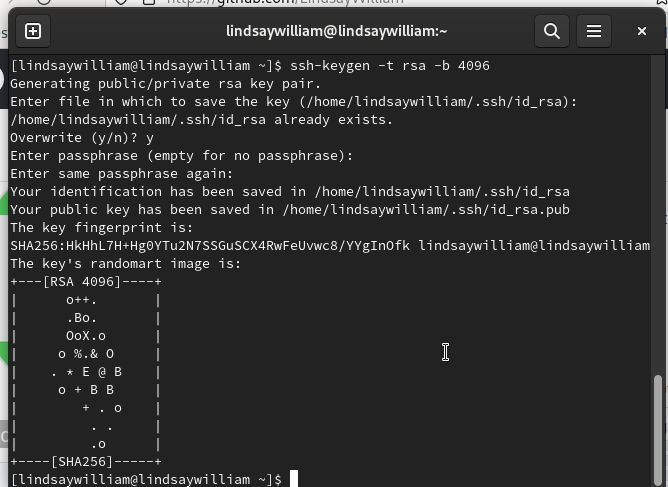 https://github.com/LindsayWilliam
lindsaywilliam@lindsaywilliam:~
[lindsaywilliam@lindsaywilliam ~]$ ssh-keygen -t rsa -b 4096
Generating public/private rsa key pair.
Enter file in which to save the key (/home/lindsaywilliam/.ssh/id_rsa):
/home/lindsaywilliam/.ssh/id_rsa already exists.
Overwrite (y/n)? y
Enter passphrase (empty for no passphrase):
Enter same passphrase again:
Your identification has been saved in /home/lindsaywilliam/.ssh/id_rsa
Your public key has been saved in /home/lindsaywilliam/.ssh/id_rsa.pub
The key fingerprint is:
SHA256:HkHhL7H+Hg0YTu2N7SSGuSCX4RwFeUvwc8/YYgInOfk lindsaywilliam@lindsaywilliam
The key's randomart image is:
+---[RSA 4096]----+
|      o++.       |
|      .Bo.       |
|      OoX.o      |
|     o %.& O     |
|    . * E @ B    |
|     o + B B     |
|        + . o    |
|         . .     |
|         .o      |
+----[SHA256]-----+
[lindsaywilliam@lindsaywilliam ~]$